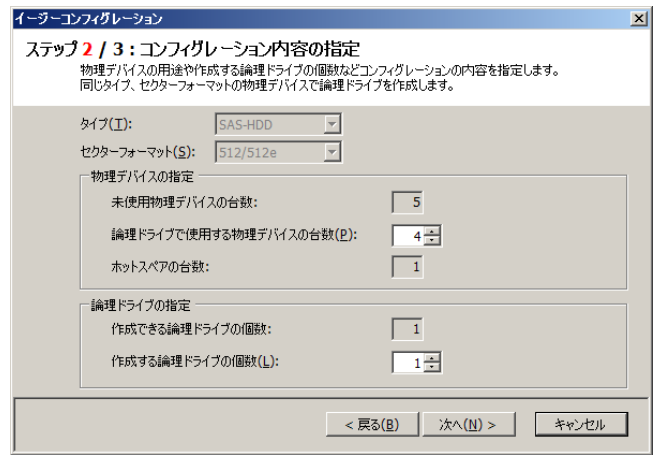 イージーコンフィグレーション
ステップ 2 / 3 : コンフィグレーション内容の指定
物理デバイスの用途や作成する論理ドライブの個数などコンフィグレーションの内容を指定します。
同じタイプ、セクターフォーマットの物理デバイスで論理ドライブを作成します。
タイプ(T): SAS-HDD
セクターフォーマット(S): 512/512e
物理デバイスの指定
未使用物理デバイスの台数: 5
論理ドライブで使用する物理デバイスの台数(P): 4
ホットスペアの台数: 1
論理ドライブの指定
作成できる論理ドライブの個数: 1
作成する論理ドライブの個数(L): 1
< 戻る(B) 次へ(N) > キャンセル